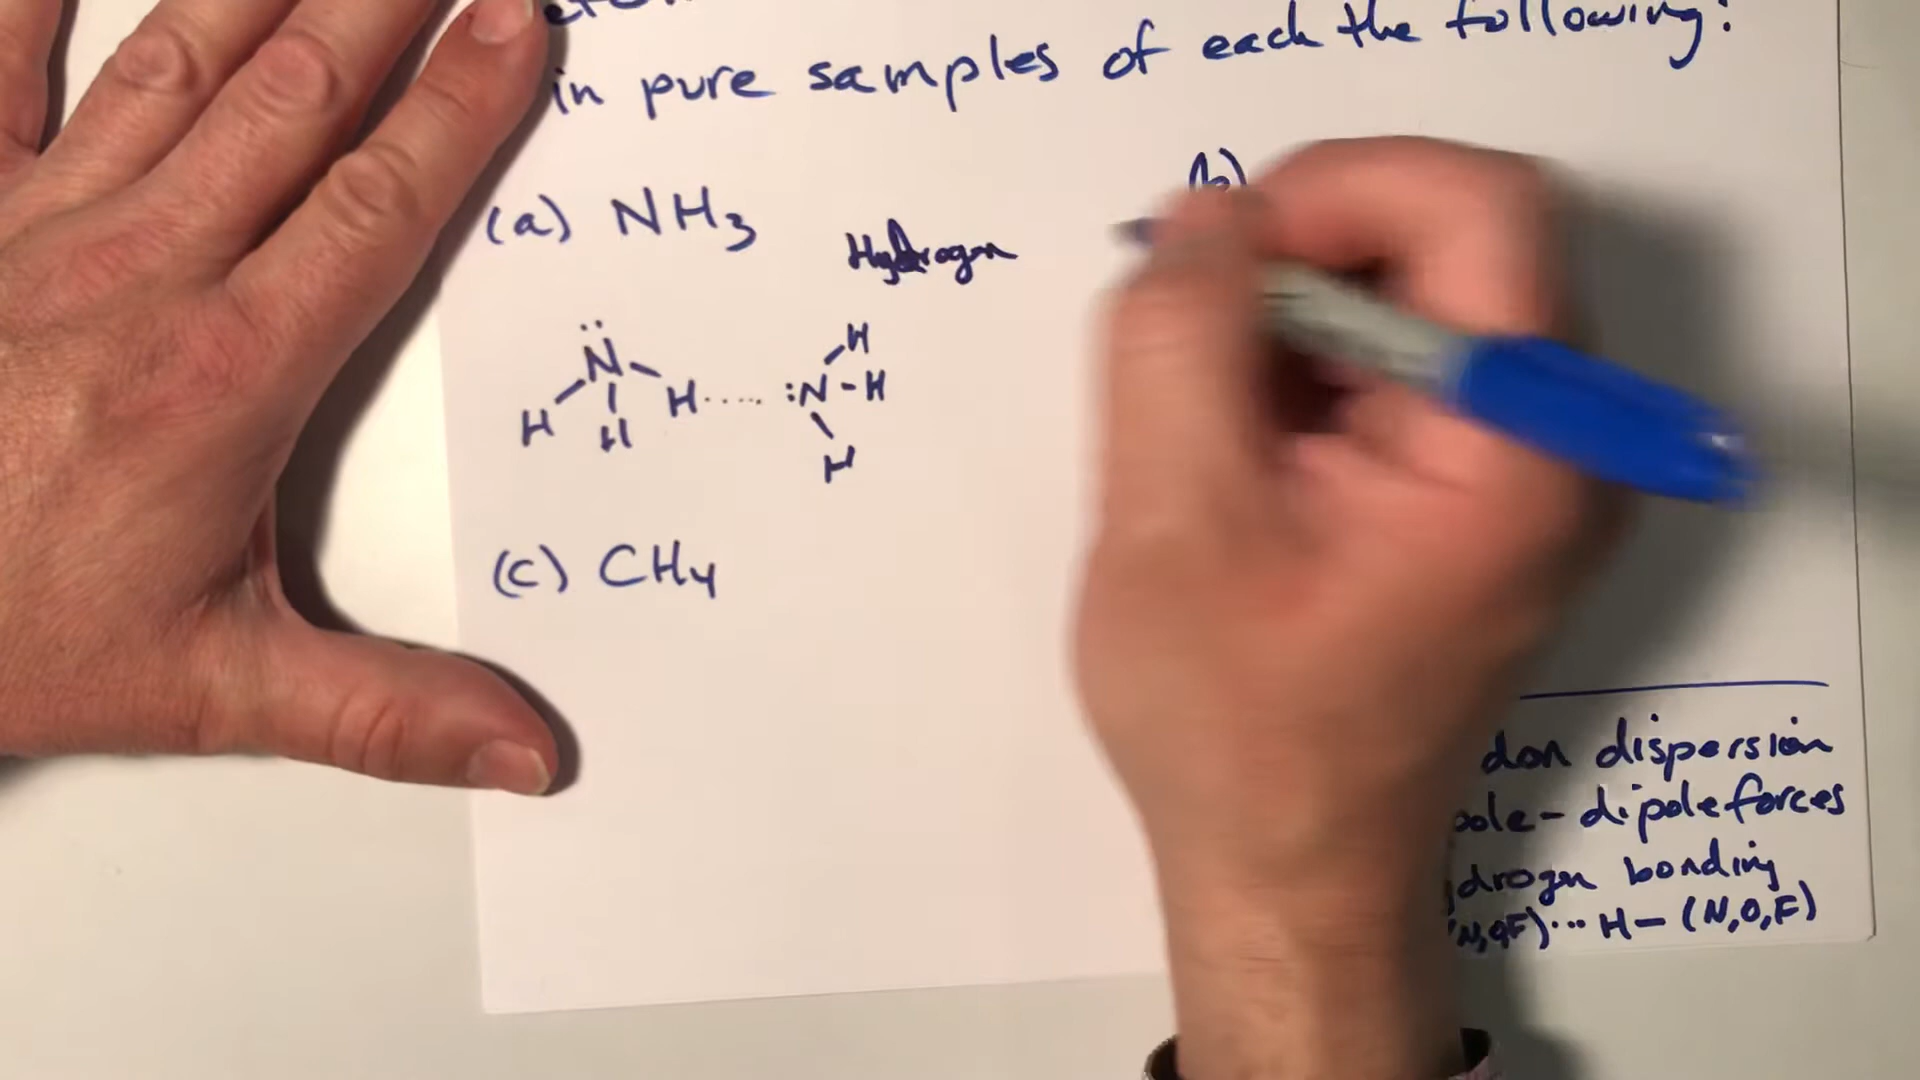 in pure samples of each the following:
(a) NH3
(b)
Hydrogen
N
H
H
H.....
:N-H
H
H
(c) CH4
don dispersion
pole-dipole forces
drogen bonding
N,O,F)... H-(N,O,F)